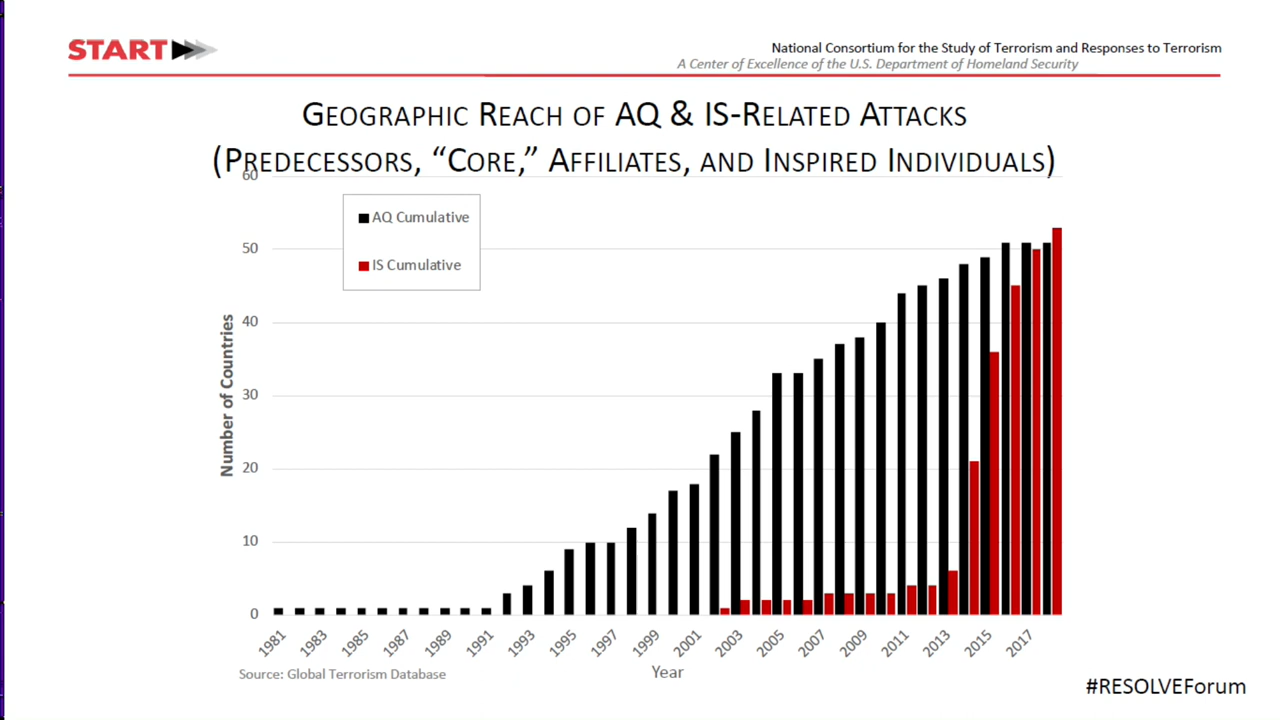 START
National Consortium for the Study of Terrorism and Responses to Terrorism
A Center of Excellence of the U.S. Department of Homeland Security
GEOGRAPHIC REACH OF AQ & IS-RELATED ATTACKS
(PREDECESSORS, “CORE,” AFFILIATES, AND INSPIRED INDIVIDUALS)
60
AQ Cumulative
50
IS Cumulative
40
30
20
10
0
Number of Countries
1981 1983 1985 1987 1989 1991 1993 1995 1997 1999 2001 2003 2005 2007 2009 2011 2013 2015 2017
Year
Source: Global Terrorism Database
#RESOLVEForum